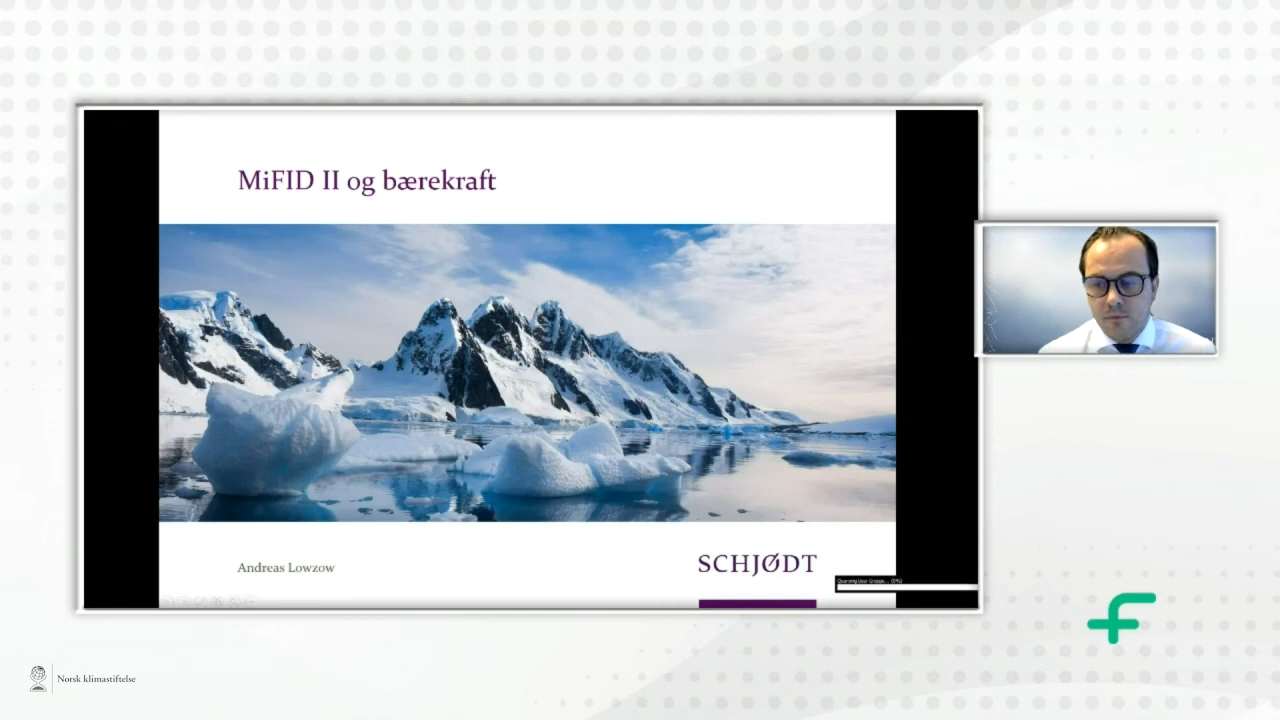 MiFID II og bærekraft
Andreas Lowzow
SCHJØDT
Norsk klimastiftelse